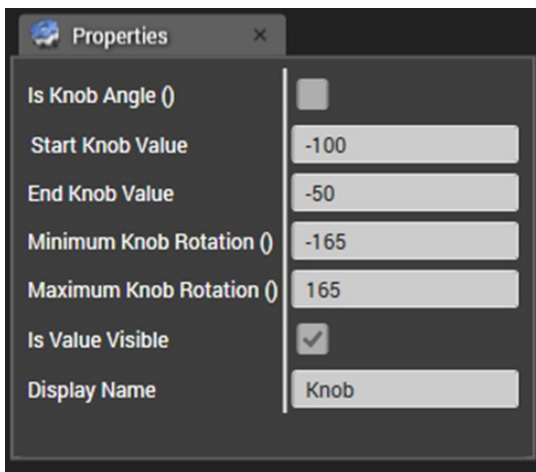 Properties
Is Knob Angle ()
Start Knob Value -100
End Knob Value -50
Minimum Knob Rotation () -165
Maximum Knob Rotation () 165
Is Value Visible
Display Name Knob